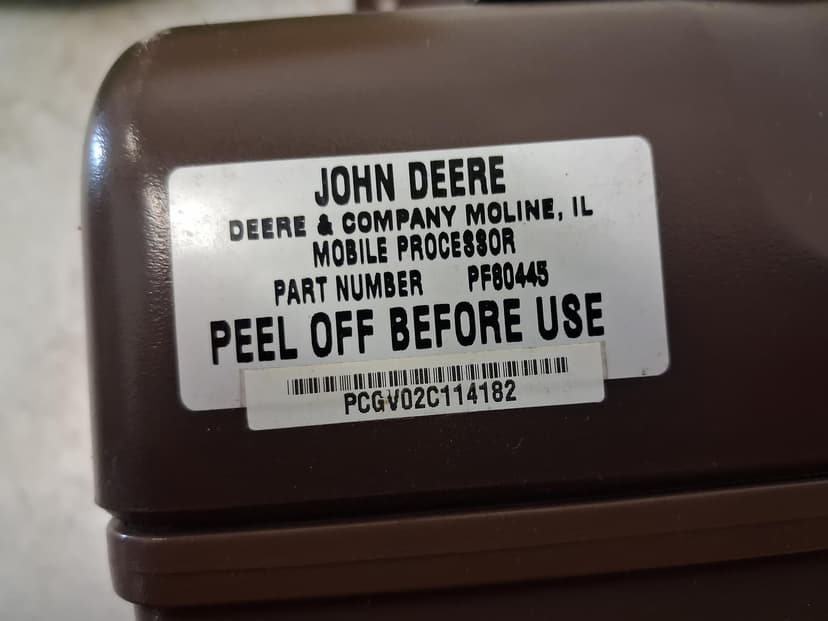 JOHN DEERE
DEERE & COMPANY MOLINE, IL
MOBILE PROCESSOR
PART NUMBER PF80445
PEEL OFF BEFORE USE
PCGV02C114182